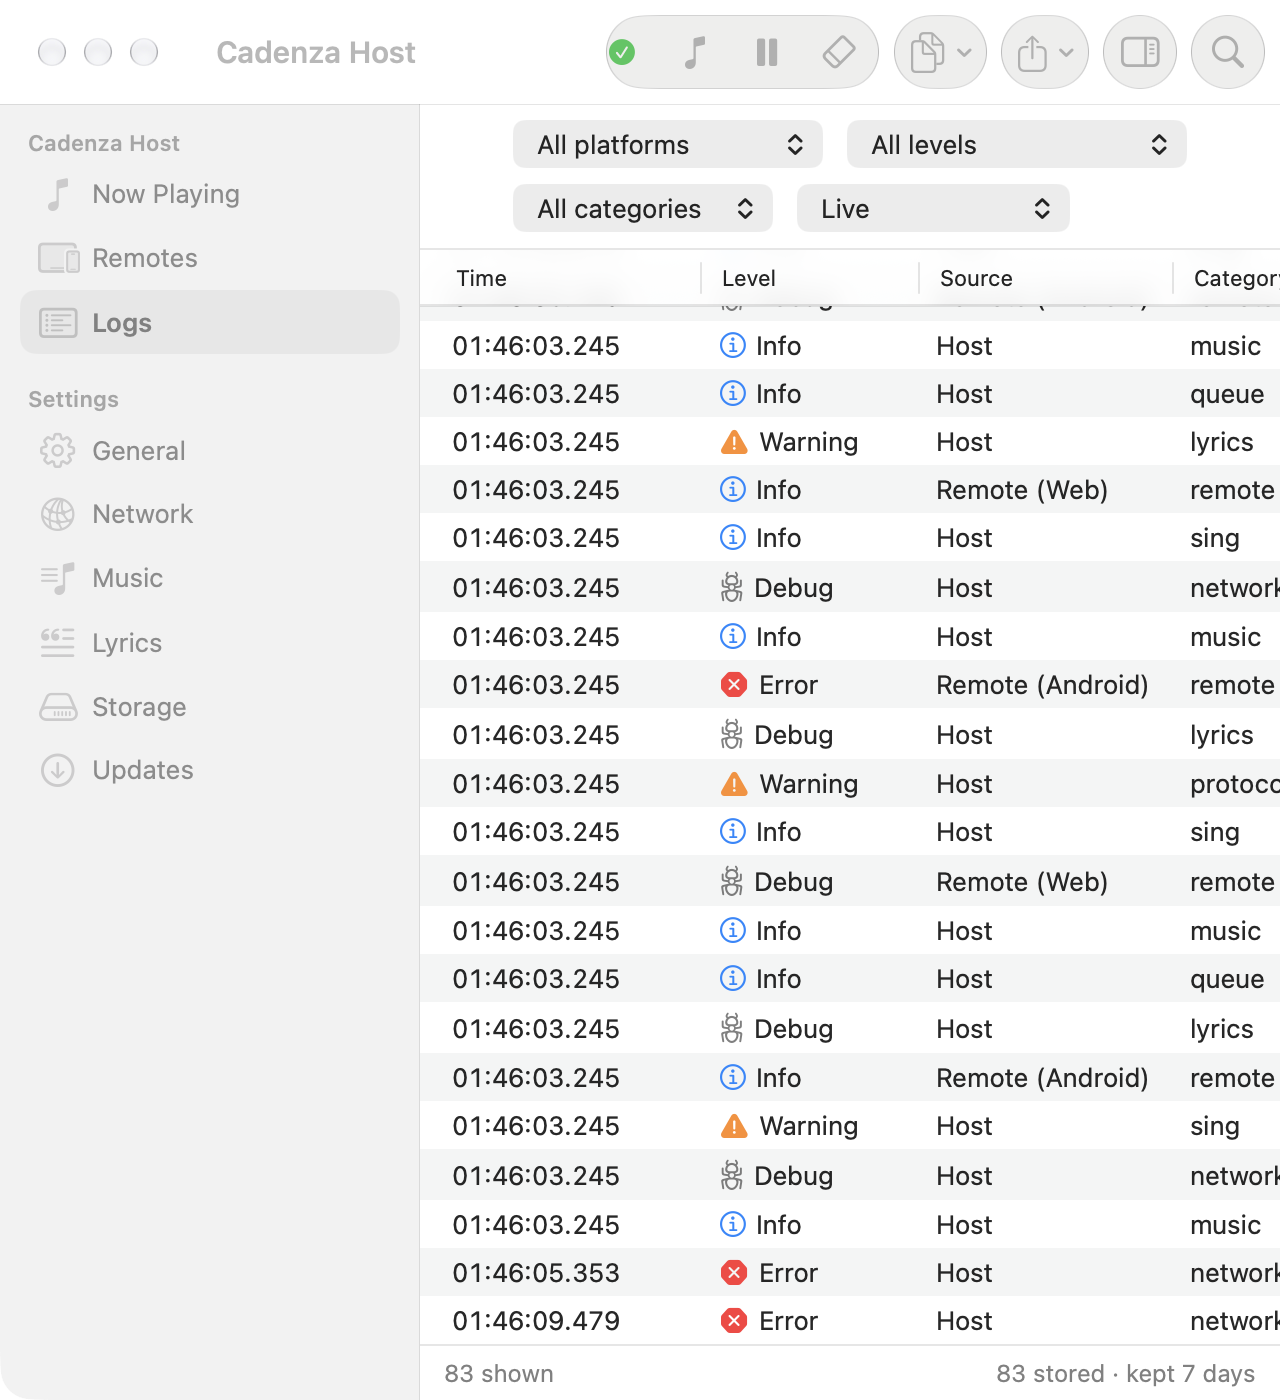 Cadenza Host
Cadenza Host
Now Playing
Remotes
Logs
Settings
General
Network
Music
Lyrics
Storage
Updates
All platforms All levels
All categories Live
Time Level Source Category
01:46:03.245 Info Host music
01:46:03.245 Info Host queue
01:46:03.245 Warning Host lyrics
01:46:03.245 Info Remote (Web) remote
01:46:03.245 Info Host sing
01:46:03.245 Debug Host network
01:46:03.245 Info Host music
01:46:03.245 Error Remote (Android) remote
01:46:03.245 Debug Host lyrics
01:46:03.245 Warning Host protoco
01:46:03.245 Info Host sing
01:46:03.245 Debug Remote (Web) remote
01:46:03.245 Info Host music
01:46:03.245 Info Host queue
01:46:03.245 Debug Host lyrics
01:46:03.245 Info Remote (Android) remote
01:46:03.245 Warning Host sing
01:46:03.245 Debug Host network
01:46:03.245 Info Host music
01:46:05.353 Error Host network
01:46:09.479 Error Host network
83 shown 83 stored · kept 7 days